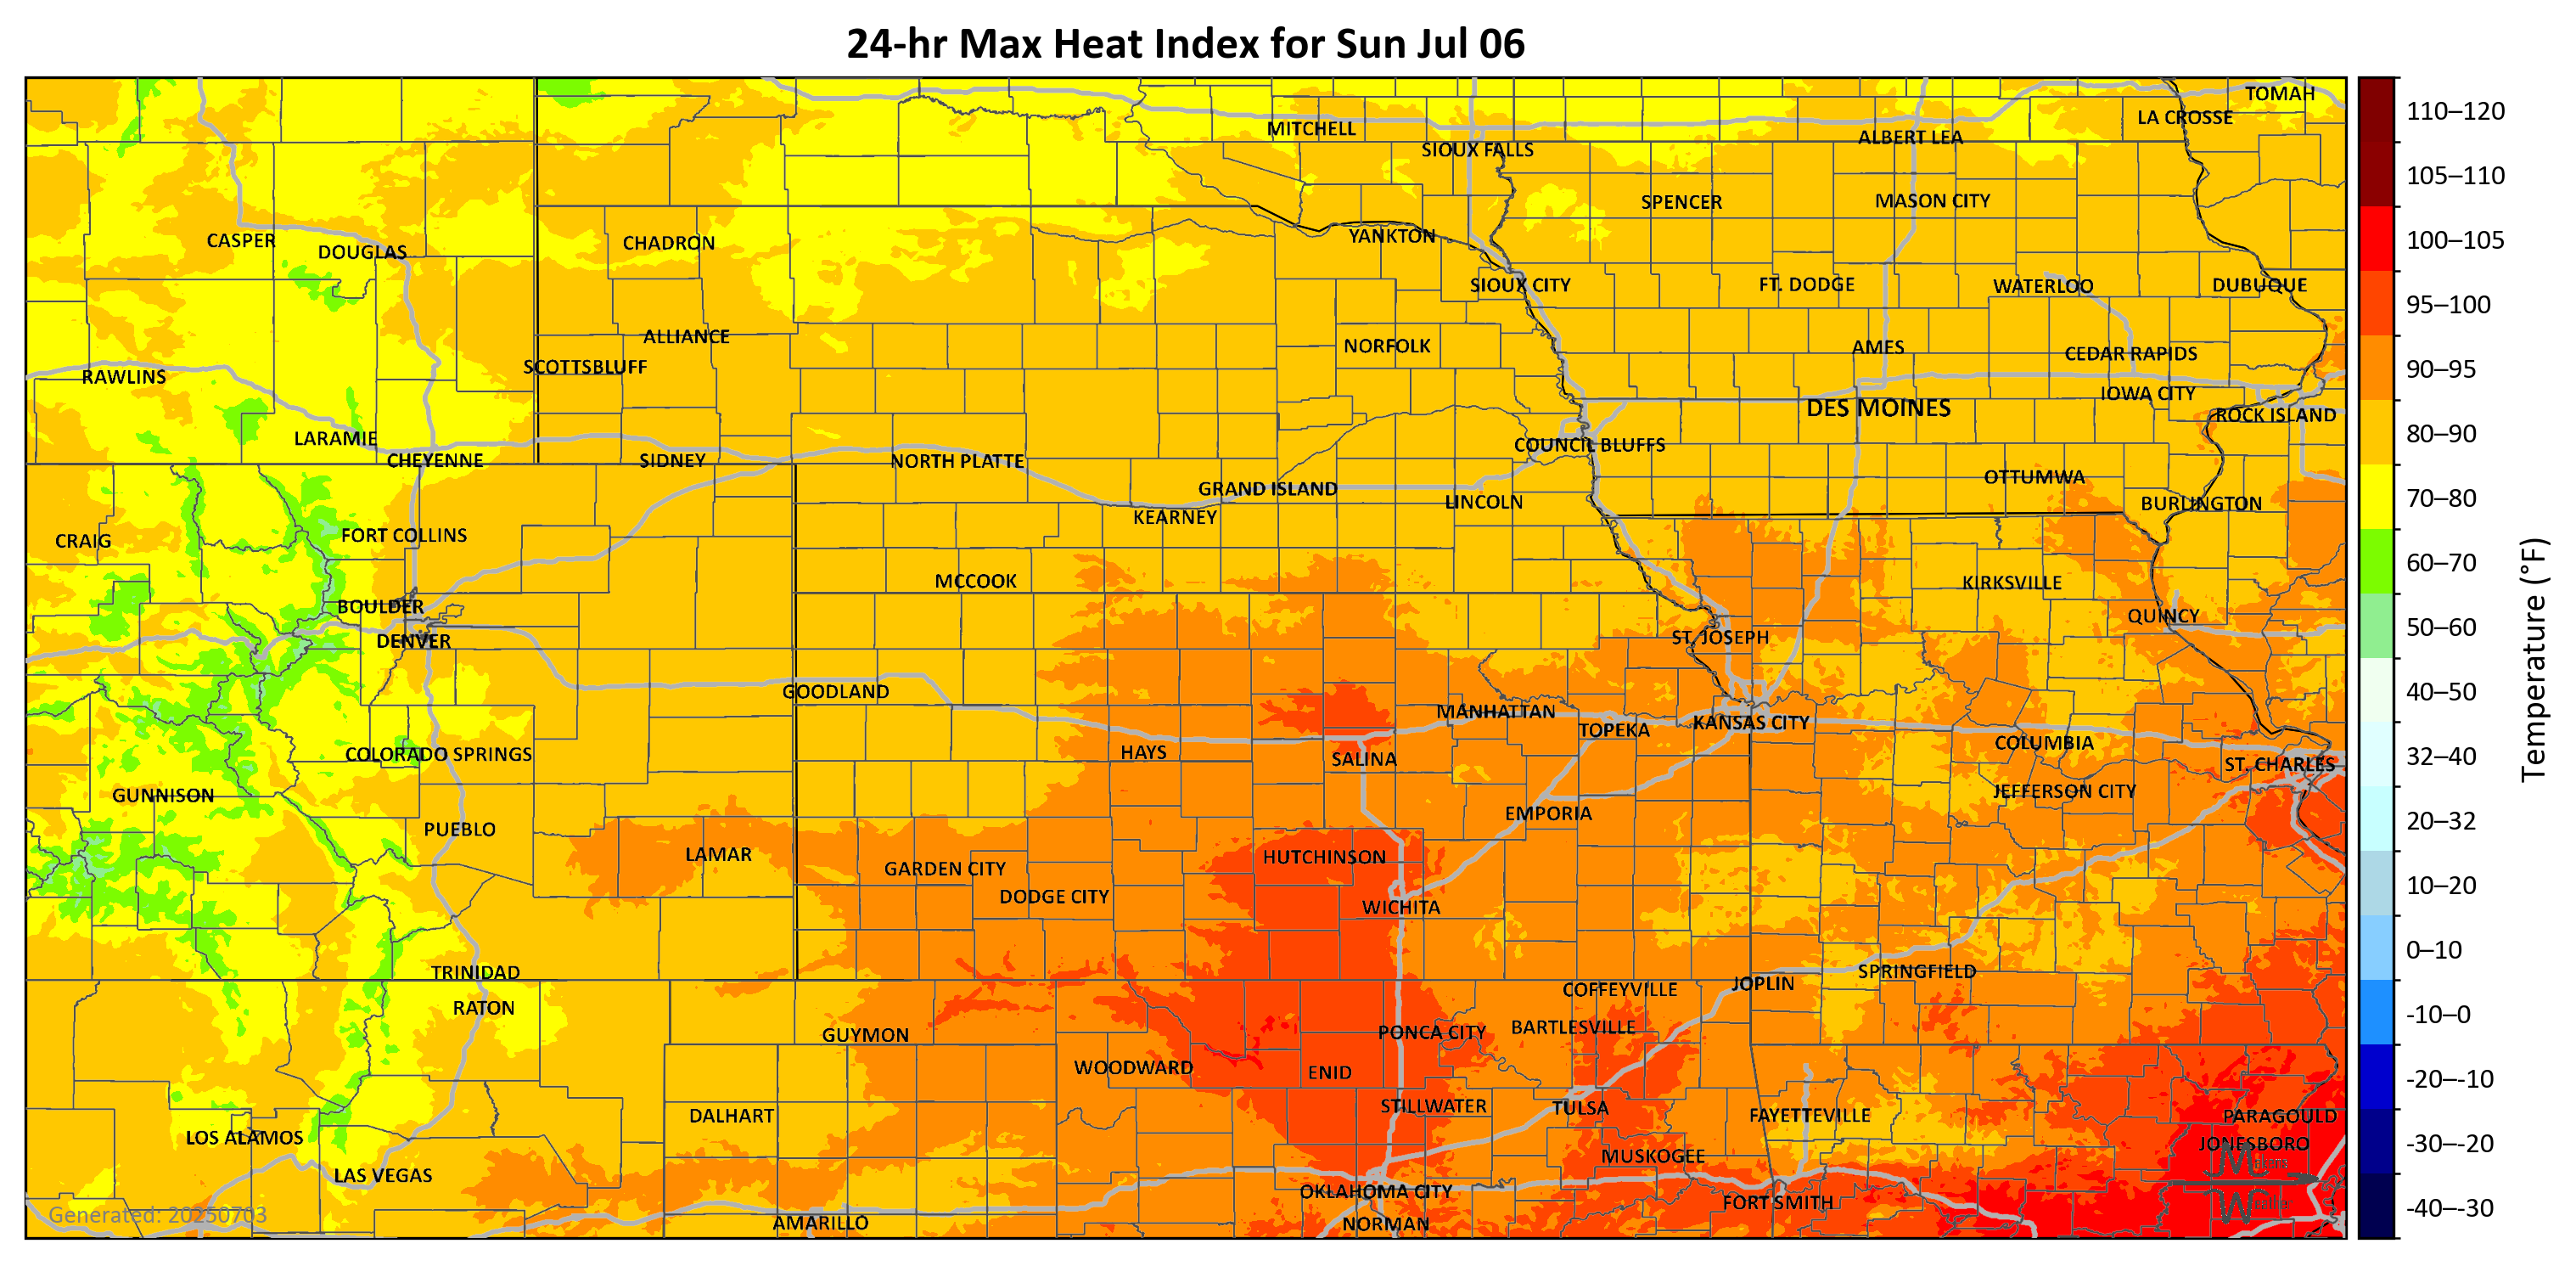 24-hr Max Heat Index for Sun Jul 06
TOMAH
LA CROSSE
MITCHELL
ALBERT LEA
SIOUX FALLS
SPENCER
MASON CITY
CASPER
DOUGLAS
CHADRON
YANKTON
SIOUX CITY
FT. DODGE
WATERLOO
DUBUQUE
ALLIANCE
NORFOLK
AMES
CEDAR RAPIDS
SCOTTSBLUFF
RAWLINS
IOWA CITY
DES MOINES
ROCK ISLAND
LARAMIE
COUNCIL BLUFFS
CHEYENNE
SIDNEY
NORTH PLATTE
OTTUMWA
GRAND ISLAND
LINCOLN
BURLINGTON
KEARNEY
CRAIG
FORT COLLINS
MCCOOK
KIRKSVILLE
BOULDER
QUINCY
DENVER
ST. JOSEPH
GOODLAND
MANHATTAN
TOPEKA
KANSAS CITY
COLUMBIA
COLORADO SPRINGS
HAYS
SALINA
ST. CHARLES
GUNNISON
JEFFERSON CITY
EMPORIA
PUEBLO
LAMAR
HUTCHINSON
GARDEN CITY
DODGE CITY
WICHITA
TRINIDAD
SPRINGFIELD
JOPLIN
COFFEYVILLE
RATON
BARTLESVILLE
PONCA CITY
GUYMON
WOODWARD
ENID
STILLWATER
TULSA
DALHART
FAYETTEVILLE
PARAGOULD
LOS ALAMOS
JONESBORO
MUSKOGEE
LAS VEGAS
OKLAHOMA CITY
FORT SMITH
AMARILLO
NORMAN
Generated: 20250703
110–120
105–110
100–105
95–100
90–95
80–90
70–80
60–70
50–60
40–50
32–40
20–32
10–20
0–10
-10–0
-20–-10
-30–-20
-40–-30
Temperature (°F)